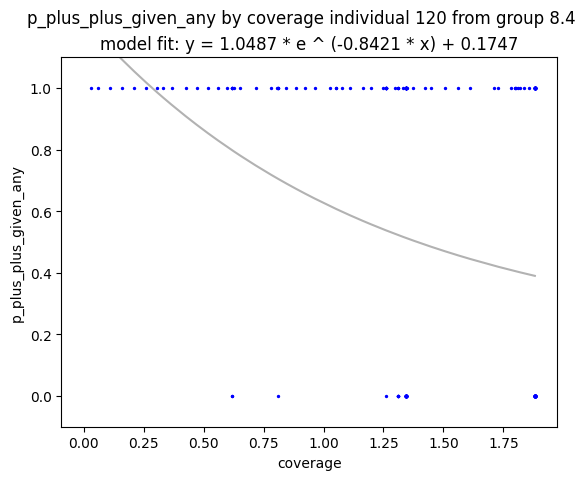 p_plus_plus_given_any by coverage individual 120 from group 8.4
model fit: y = 1.0487 * e ^ (-0.8421 * x) + 0.1747
p_plus_plus_given_any
1.0
0.8
0.6
0.4
0.2
0.0
0.00 0.25 0.50 0.75 1.00 1.25 1.50 1.75
coverage